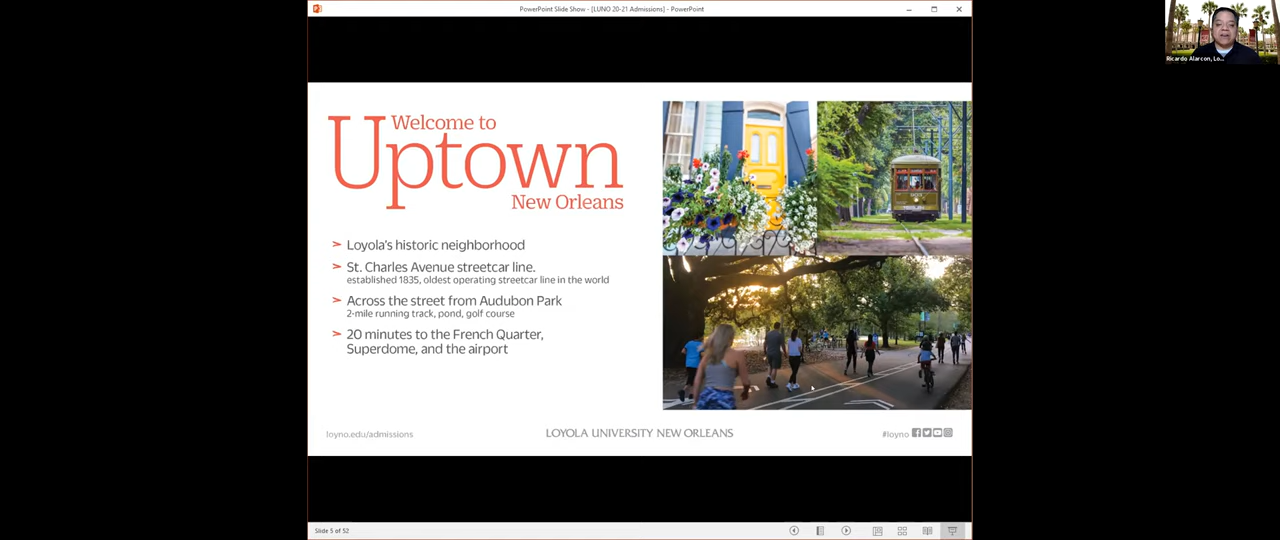 PowerPoint Slide Show - [LUNO 20-21 Admissions] - PowerPoint
Ricardo Alarcon, Lo...
Welcome to
Uptown
New Orleans
➢ Loyola's historic neighborhood
➢ St. Charles Avenue streetcar line.
established 1835, oldest operating streetcar line in the world
➢ Across the street from Audubon Park
2-mile running track, pond, golf course
➢ 20 minutes to the French Quarter,
Superdome, and the airport
loyno.edu/admissions
LOYOLA UNIVERSITY NEW ORLEANS
#loyno
Slide 5 of 52